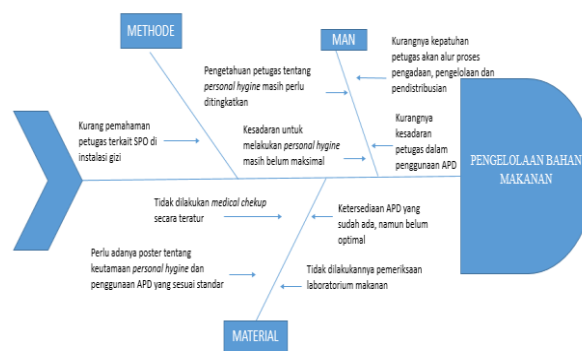 METHODE
MAN
Pengetahuan petugas tentang
personal hygine masih perlu
ditingkatkan
Kurangnya kepatuhan
petugas akan alur proses
pengadaan, pengelolaan dan
pendistribusian
Kurang pemahaman
petugas terkait SPO di
instalasi gizi
Kesadaran untuk
melakukan personal hygine
masih belum maksimal
Kurangnya
kesadaran
petugas dalam
penggunaan APD
PENGELOLAAN BAHAN
MAKANAN
Tidak dilakukan medical chekup
secara teratur
Ketersediaan APD yang
sudah ada, namun belum
optimal
Perlu adanya poster tentang
keutamaan personal hygine dan
penggunaan APD yang sesuai standar
Tidak dilakukannya pemeriksaan
laboratorium makanan
MATERIAL